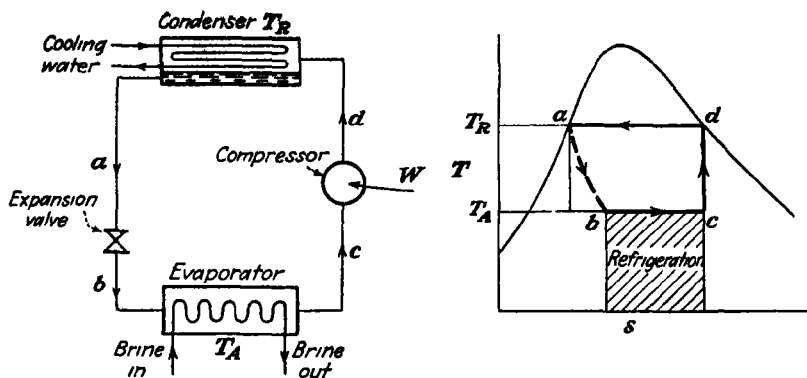 Condenser T_R
Cooling
water
d
a
Compressor
W
Expansion
valve
c
b
Evaporator
T_A
Brine
in
Brine
out
a
d
T_R
T
T_A
b
c
Refrigeration
s